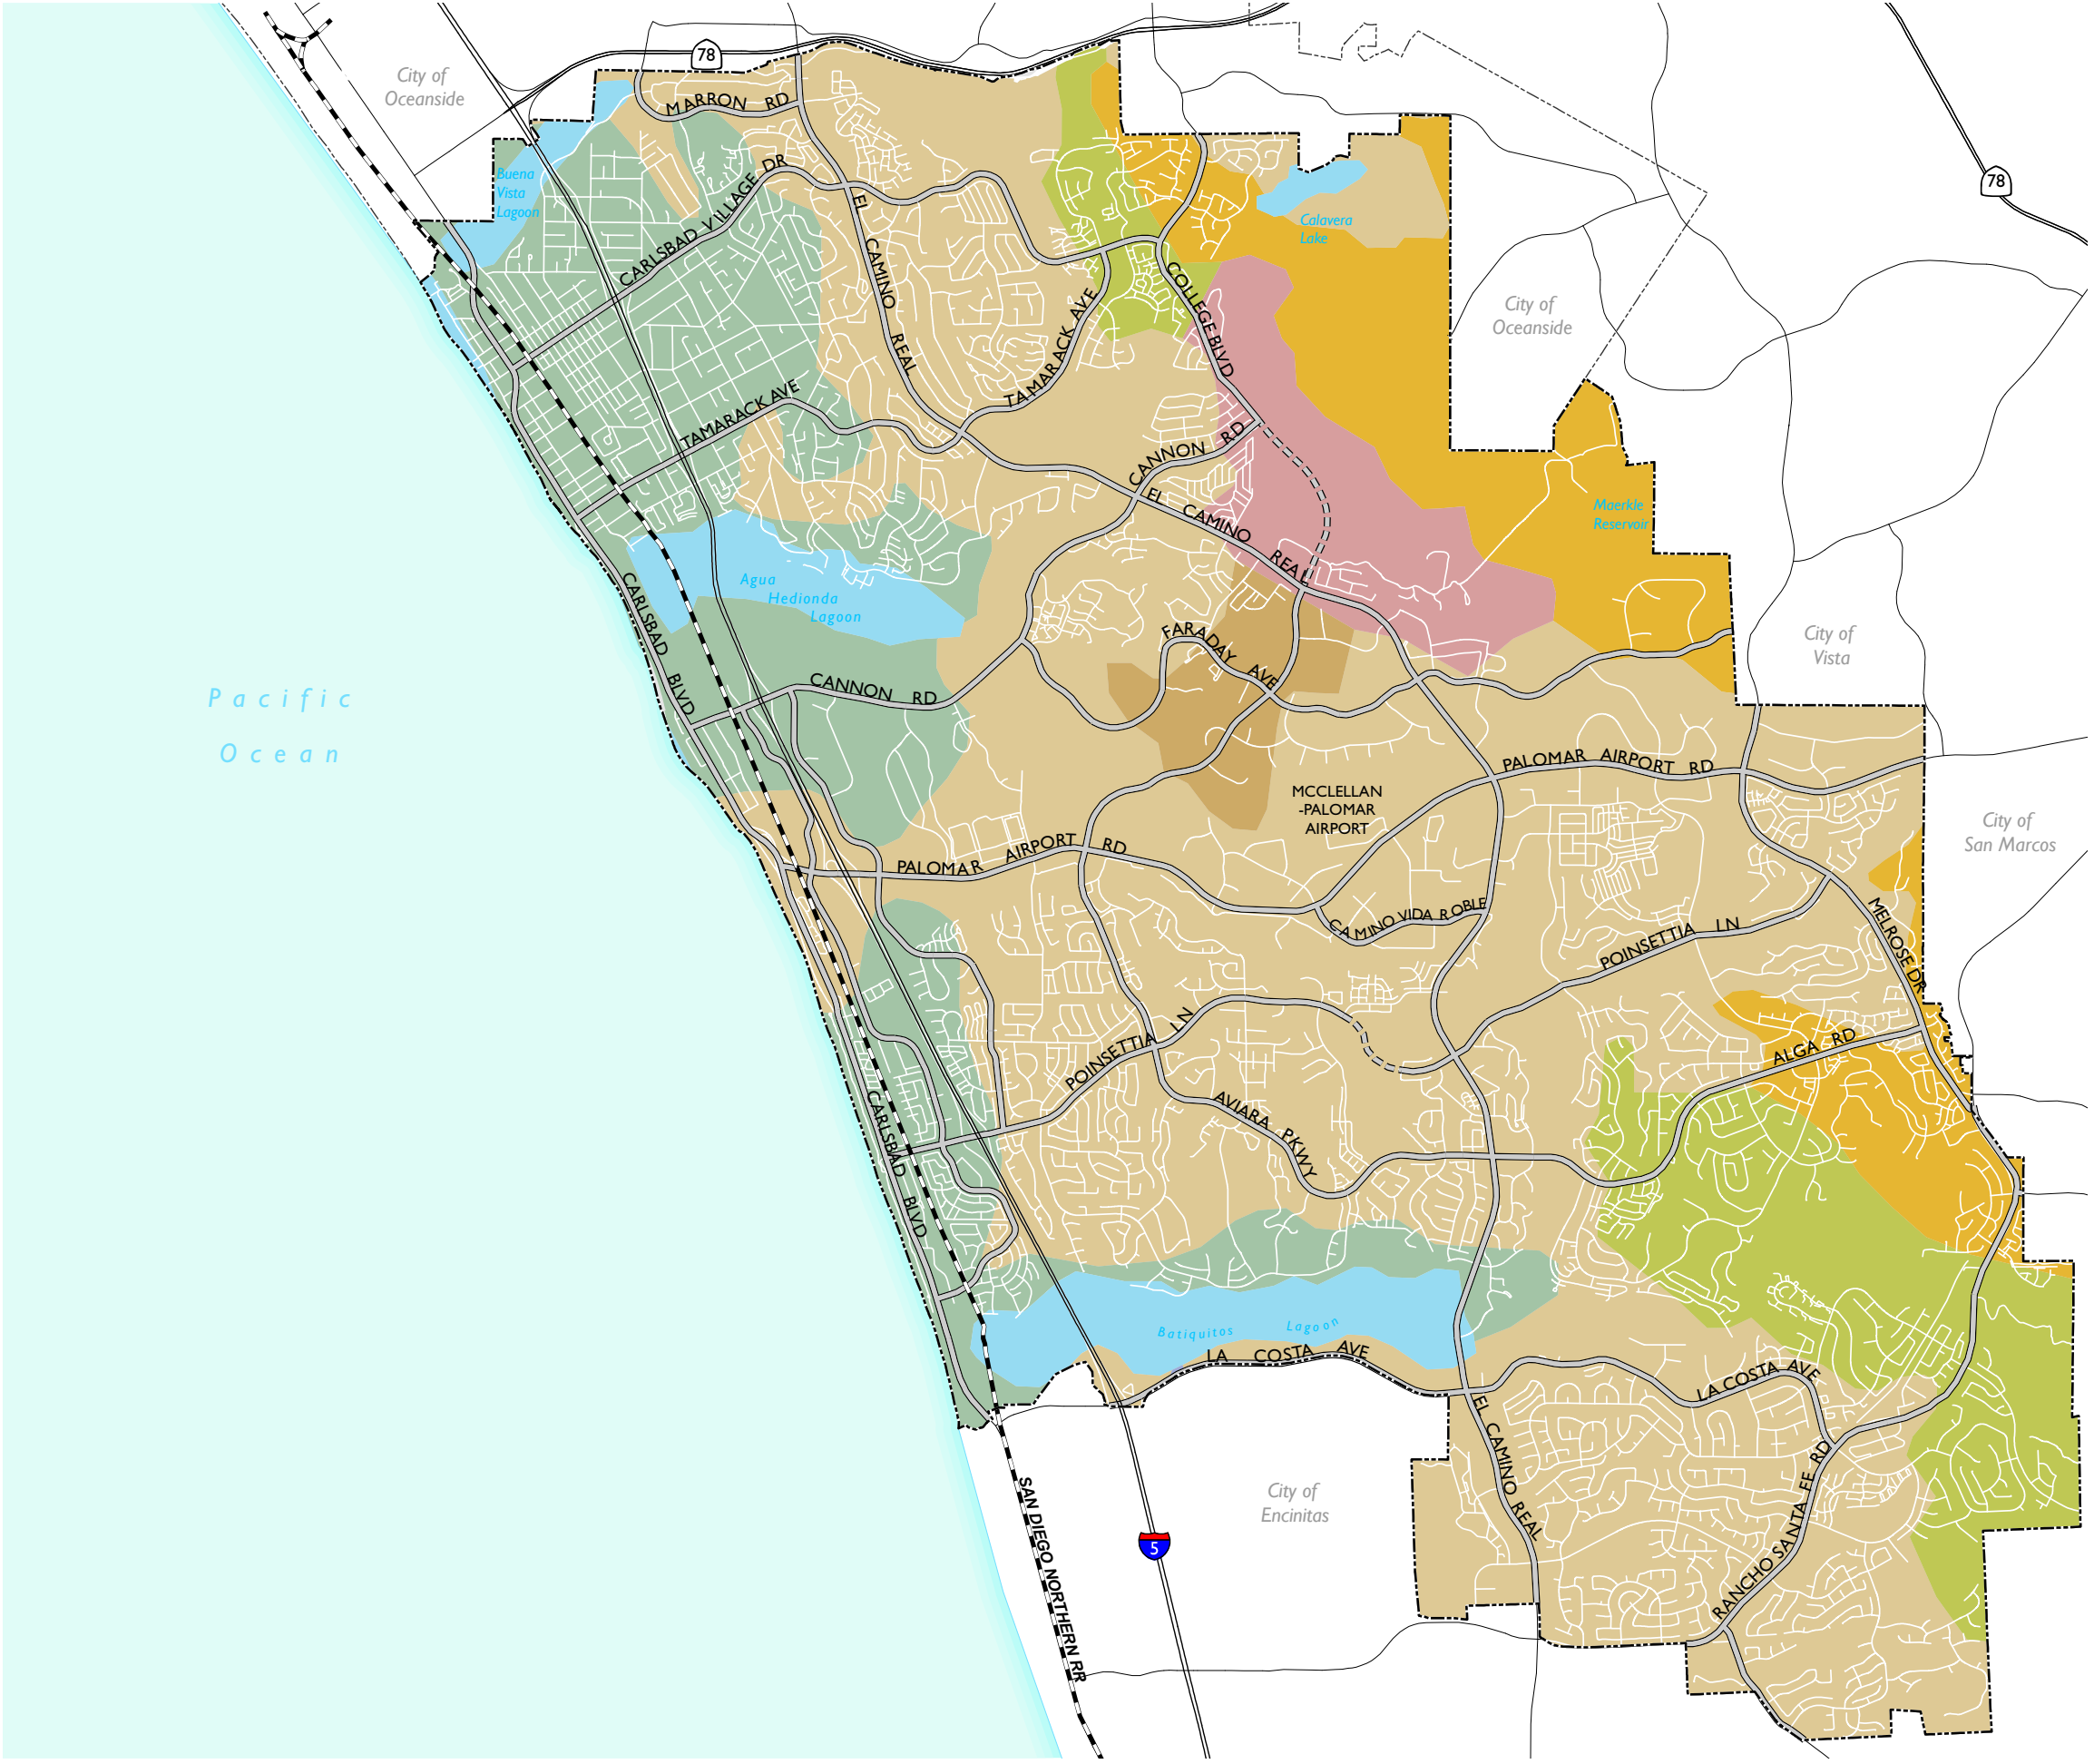 78
City of
Oceanside
MARRON RD
78
Buena
Vista
Lagoon
CARLSBAD VILLAGE DR
EL CAMINO REAL
Calavera
Lake
COLLEGE BLVD
City of
Oceanside
TAMARACK AVE
TAMARACK AVE
CANNON RD
EL CAMINO REAL
Maerkle
Reservoir
Agua
Hedionda
Lagoon
CARLSBAD BLVD
FARADAY AVE
City of
Vista
Pacific
Ocean
CANNON RD
PALOMAR AIRPORT RD
MCCLELLAN
-PALOMAR
AIRPORT
City of
San Marcos
PALOMAR AIRPORT RD
CAMINO VIDA ROBLE
MELROSE DR
POINSETTIA LN
POINSETTIA LN
ALGA RD
CARLSBAD BLVD
AVIARA PKWY
Batiquitos Lagoon
LA COSTA AVE
LA COSTA AVE
EL CAMINO REAL
RANCHO SANTA FE RD
City of
Encinitas
SAN DIEGO NORTHERN RR
5